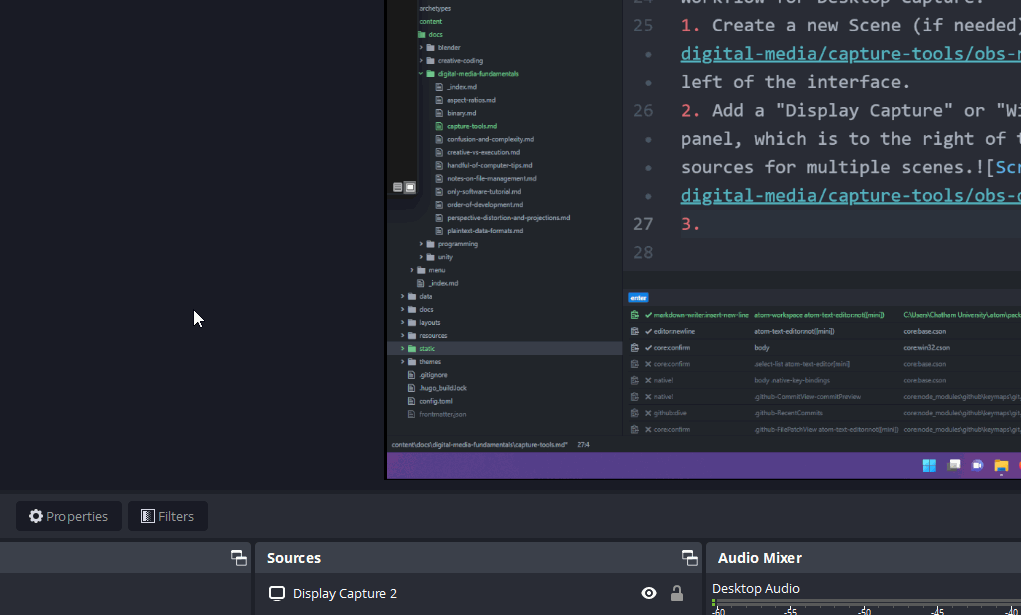 archetypes
content
docs
blender
creative-coding
digital-media-fundamentals
_index.md
aspect-ratios.md
binary.md
capture-tools.md
confusion-and-complexity.md
creative-vs-execution.md
handful-of-computer-tips.md
notes-on-file-management.md
only-software-tutorial.md
order-of-development.md
perspective-distortion-and-projections.md
plaintext-data-formats.md
programming
unity
menu
_index.md
data
docs
layouts
resources
static
themes
.gitignore
.hugo_build.lock
config.toml
frontmatter.json
content\docs\digital-media-fundamentals\capture-tools.md* 27:4
24 workflow for Desktop Capture:
25 1. Create a new Scene (if needed)
digital-media/capture-tools/obs-
left of the interface.
26 2. Add a "Display Capture" or "Wi
panel, which is to the right of t
sources for multiple scenes.![Scr
digital-media/capture-tools/obs-
27 3.
28
enter
markdown-writer:insert-new-line atom-workspace atom-text-editor:not([mini]) C:\Users\Chatham University\.atom\pack
editor:newline atom-text-editor:not([mini]) core:base.cson
core:confirm body core:win32.cson
core:confirm .select-list atom-text-editor[mini] core:base.cson
native! body .native-key-bindings core:base.cson
native! .github-CommitView-commitPreview core:node_modules\github\keymaps\git
github:dive .github-RecentCommits core:node_modules\github\keymaps\git
core:confirm .github-FilePatchView atom-text-editor:not([mini]) core:node_modules\github\keymaps\git
Properties Filters
Sources
Display Capture 2
Audio Mixer
Desktop Audio
-60 -55 -50 -45 -40